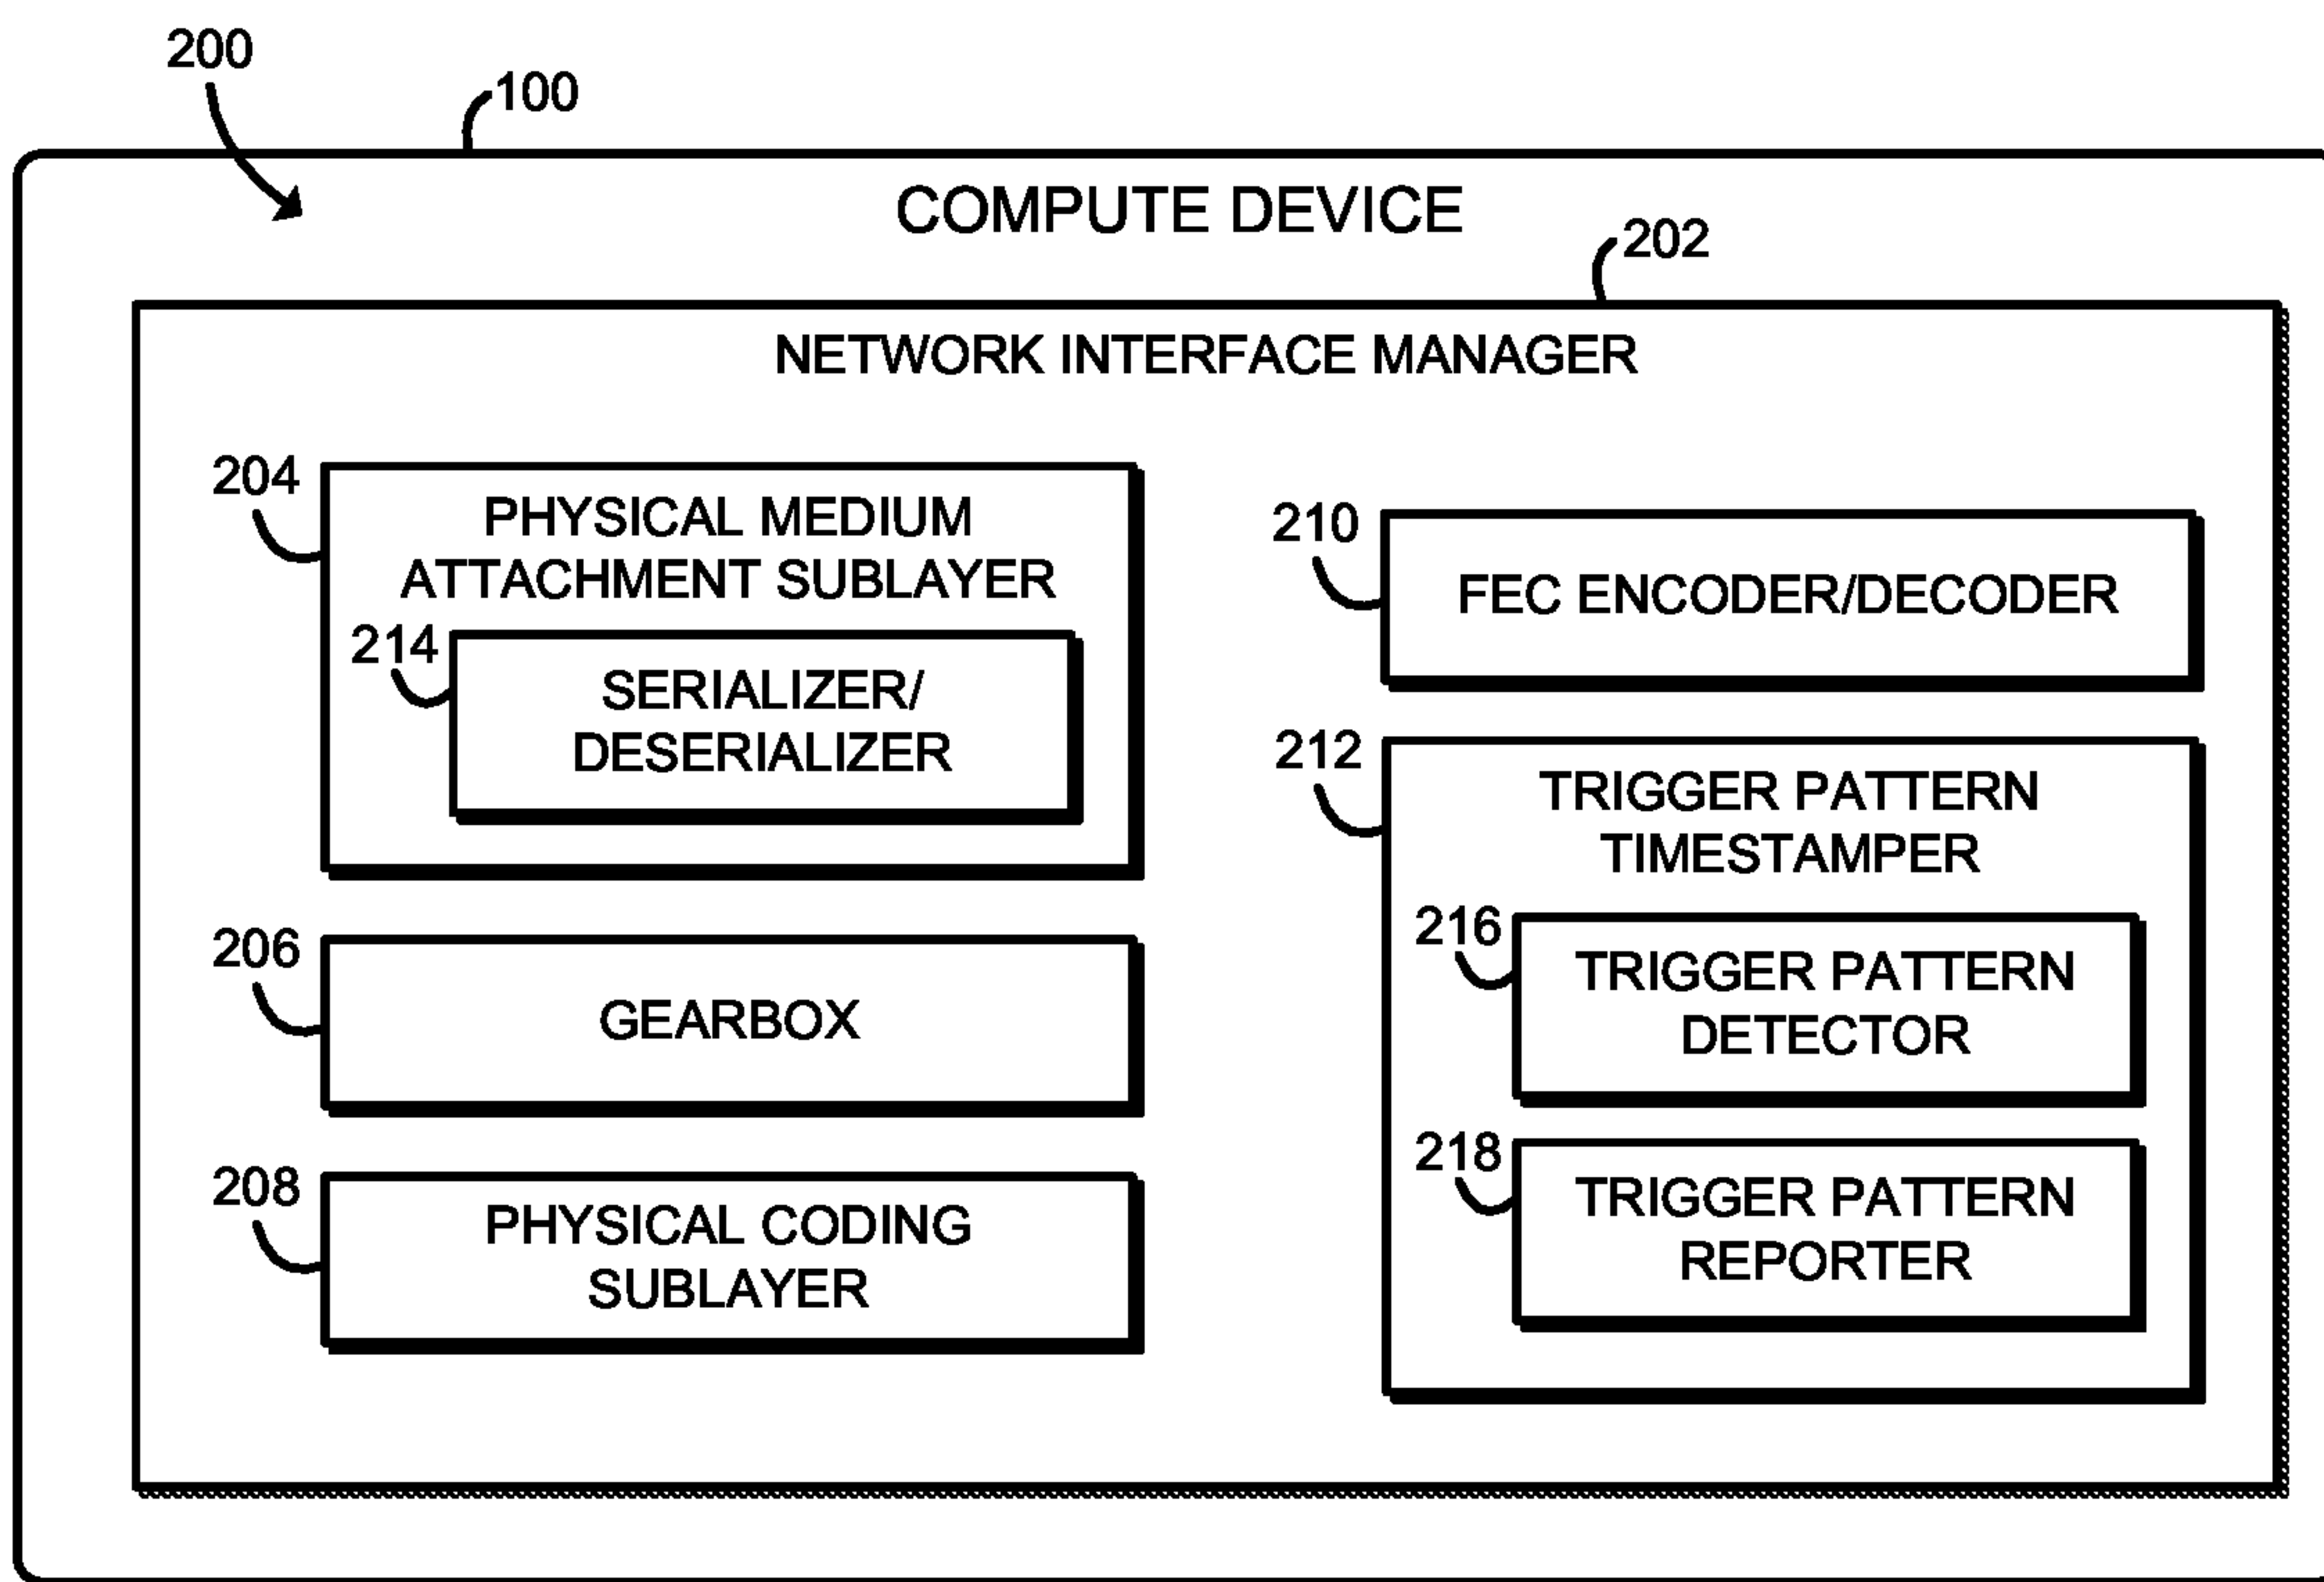 200
100
COMPUTE DEVICE
202
NETWORK INTERFACE MANAGER
204
PHYSICAL MEDIUM
ATTACHMENT SUBLAYER
214
SERIALIZER/
DESERIALIZER
206
GEARBOX
208
PHYSICAL CODING
SUBLAYER
210
FEC ENCODER/DECODER
212
TRIGGER PATTERN
TIMESTAMPER
216
TRIGGER PATTERN
DETECTOR
218
TRIGGER PATTERN
REPORTER